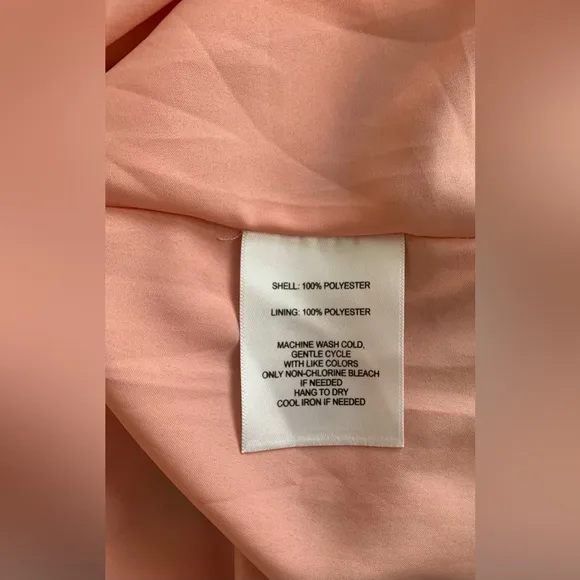 SHELL: 100% POLYESTER
LINING: 100% POLYESTER
MACHINE WASH COLD,
GENTLE CYCLE
WITH LIKE COLORS
ONLY NON-CHLORINE BLEACH
IF NEEDED
HANG TO DRY
COOL IRON IF NEEDED